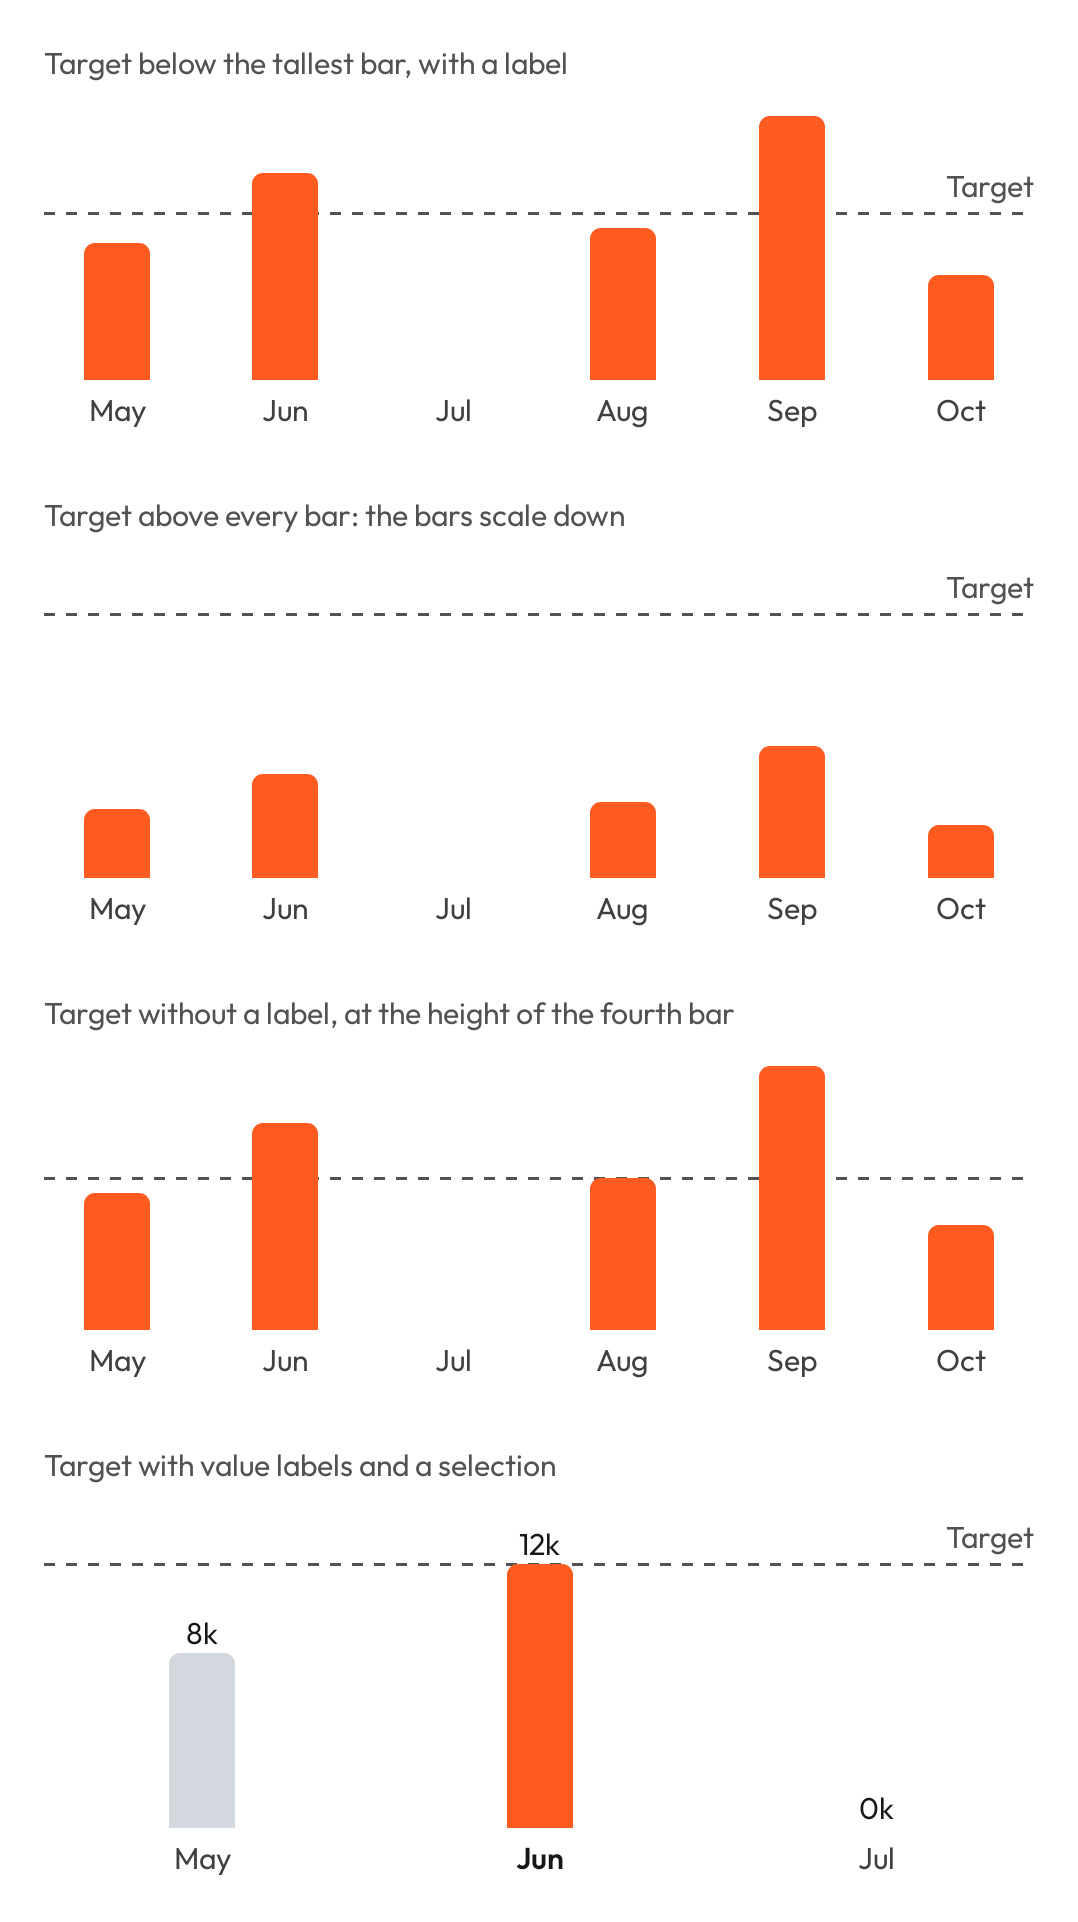 Target below the tallest bar, with a label
Target
May Jun Jul Aug Sep Oct
Target above every bar: the bars scale down
Target
May Jun Jul Aug Sep Oct
Target without a label, at the height of the fourth bar
May Jun Jul Aug Sep Oct
Target with value labels and a selection
Target
12k
8k
0k
May Jun Jul